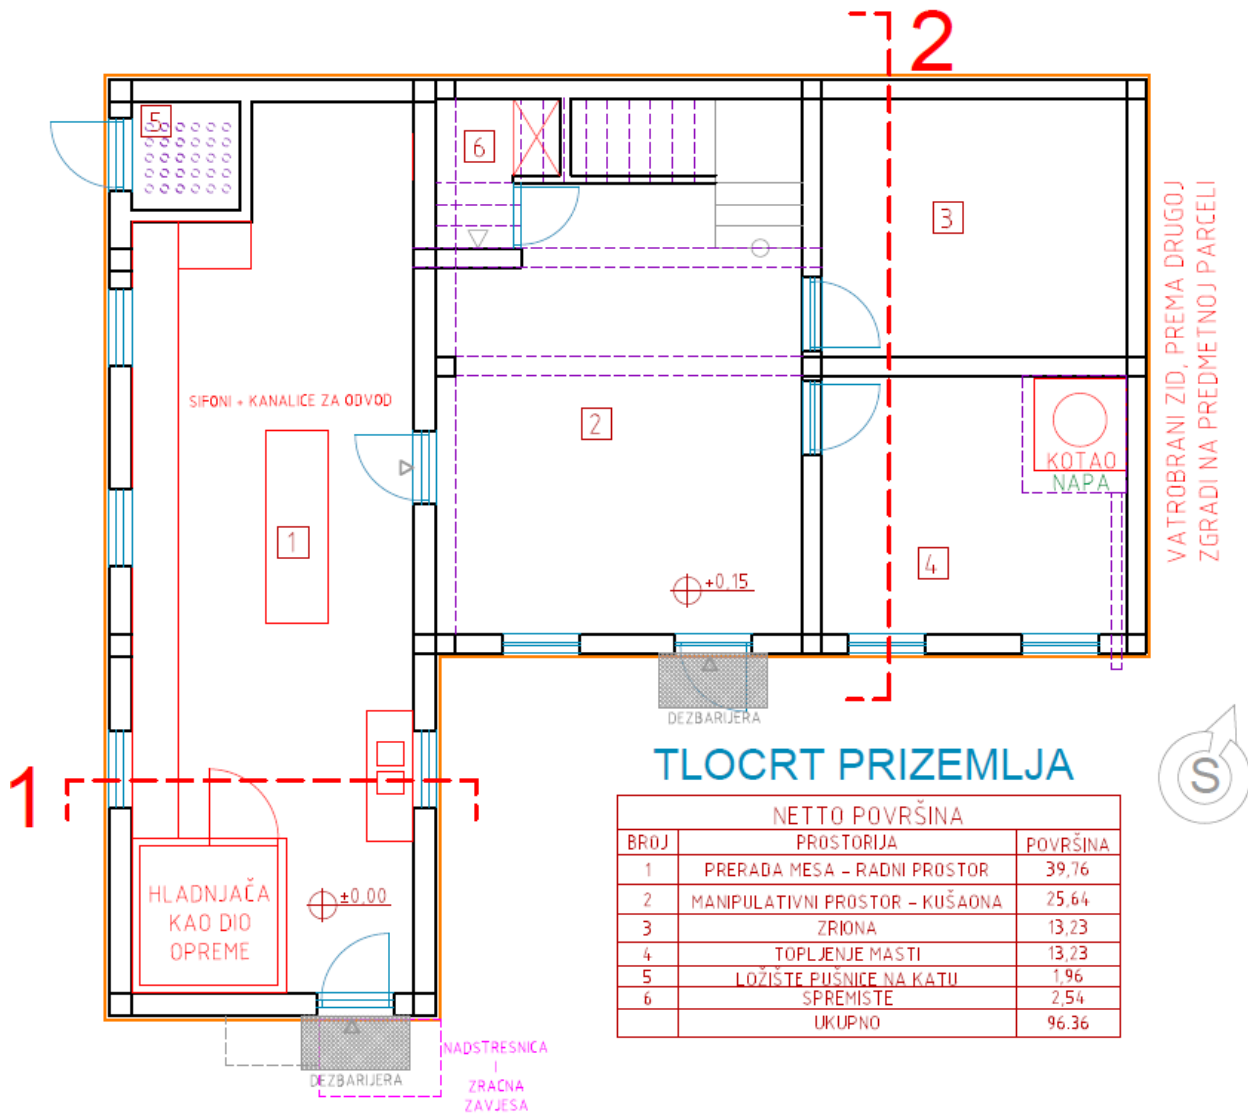 2
5
6
3
VATROBRANI ZID, PREMA DRUGOJ
ZGRADI NA PREDMETNOJ PARCELI
SIFONI + KANALICE ZA ODVOD
2
KOTAO
NAPA
1
4
+0,15
DEZBARIJERA
1
TLOCRT PRIZEMLJA
S
NETTO POVRŠINA
BROJ PROSTORIJA POVRŠINA
1 PRERADA MESA - RADNI PROSTOR 39,76
2 MANIPULATIVNI PROSTOR - KUŠAONA 25,64
3 ZRIONA 13,23
4 TOPLJENJE MASTI 13,23
5 LOŽIŠTE PUŠNICE NA KATU 1,96
6 SPREMISTE 2,54
UKUPNO 96.36
HLADNJAČA
KAO DIO
OPREME
±0,00
DEZBARIJERA
NADSTRESNICA
I
ZRAČNA
ZAVJESA